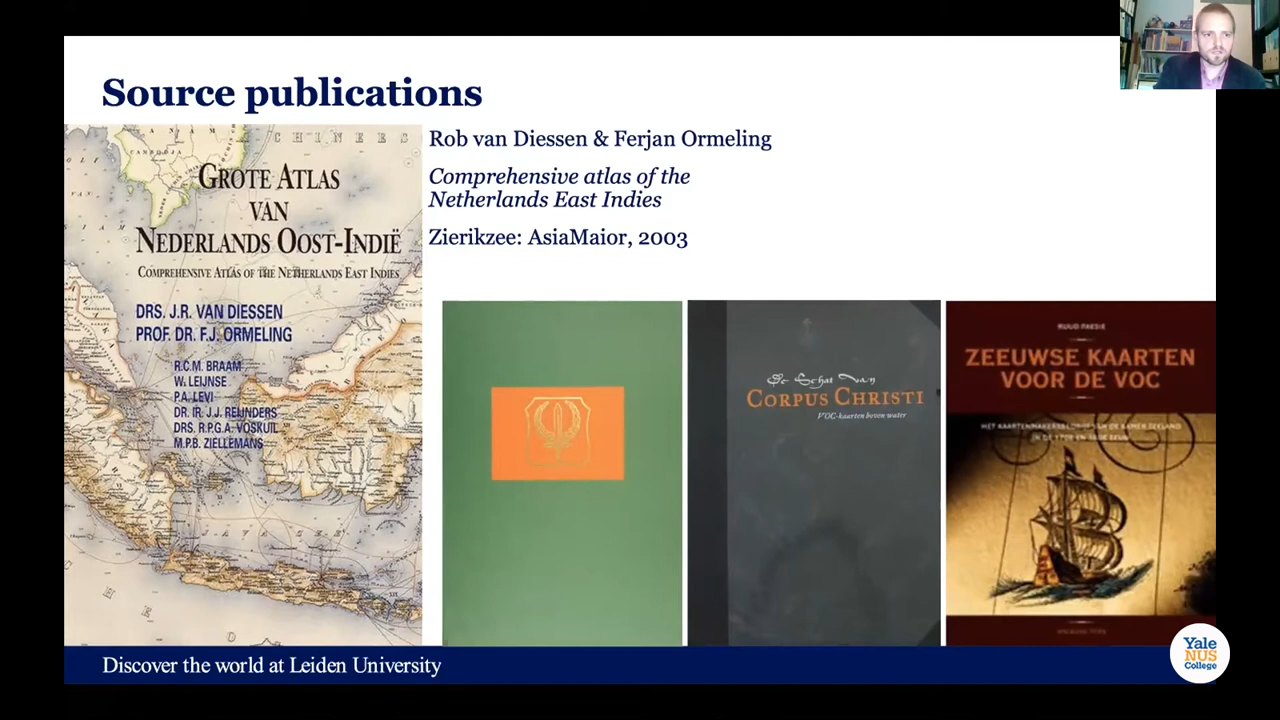 Source publications
Rob van Diessen & Ferjan Ormeling
Comprehensive atlas of the
Netherlands East Indies
Zierikzee: AsiaMaior, 2003
GROTE ATLAS
VAN
NEDERLANDS OOST-INDIË
COMPREHENSIVE ATLAS OF THE NETHERLANDS EAST INDIES
DRS. J.R. VAN DIESSEN
PROF. DR. F.J. ORMELING
R.C.M. BRAAM
W. LEIJNSE
P.A. LEVI
DR. IR. J.J. REIJNDERS
DRS. R.P.G.A. VOSKUIL
M.P.B. ZIELLEMANS
De Schat van
CORPUS CHRISTI
VOC-kaarten boven water
RUUD PAESIE
ZEEUWSE KAARTEN
VOOR DE VOC
Discover the world at Leiden University
Yale
NUS
College